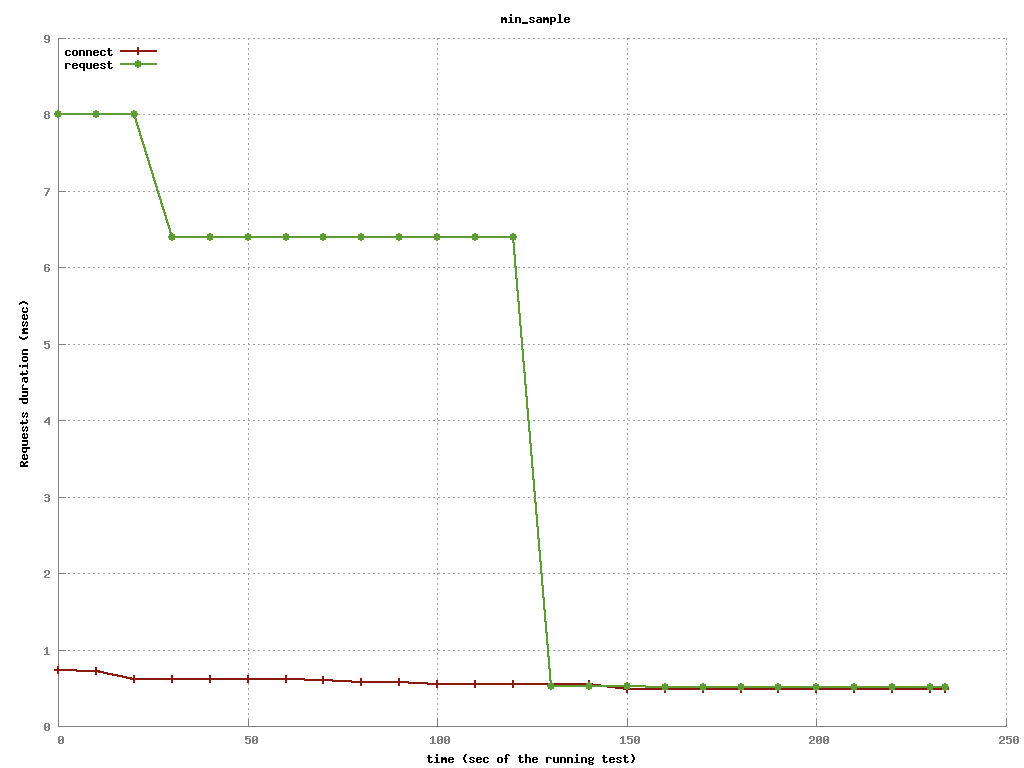 min_sample
connect
request
9
8
7
6
5
4
3
2
1
0
Requests duration (msec)
0 50 100 150 200 250
time (sec of the running test)